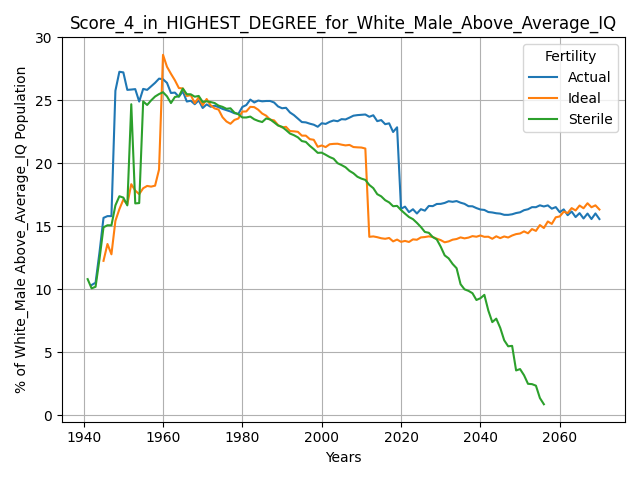 Score_4_in_HIGHEST_DEGREE_for_White_Male_Above_Average_IQ
% of White_Male Above_Average_IQ Population
30
25
20
15
10
5
0
Fertility
Actual
Ideal
Sterile
1940 1960 1980 2000 2020 2040 2060
Years